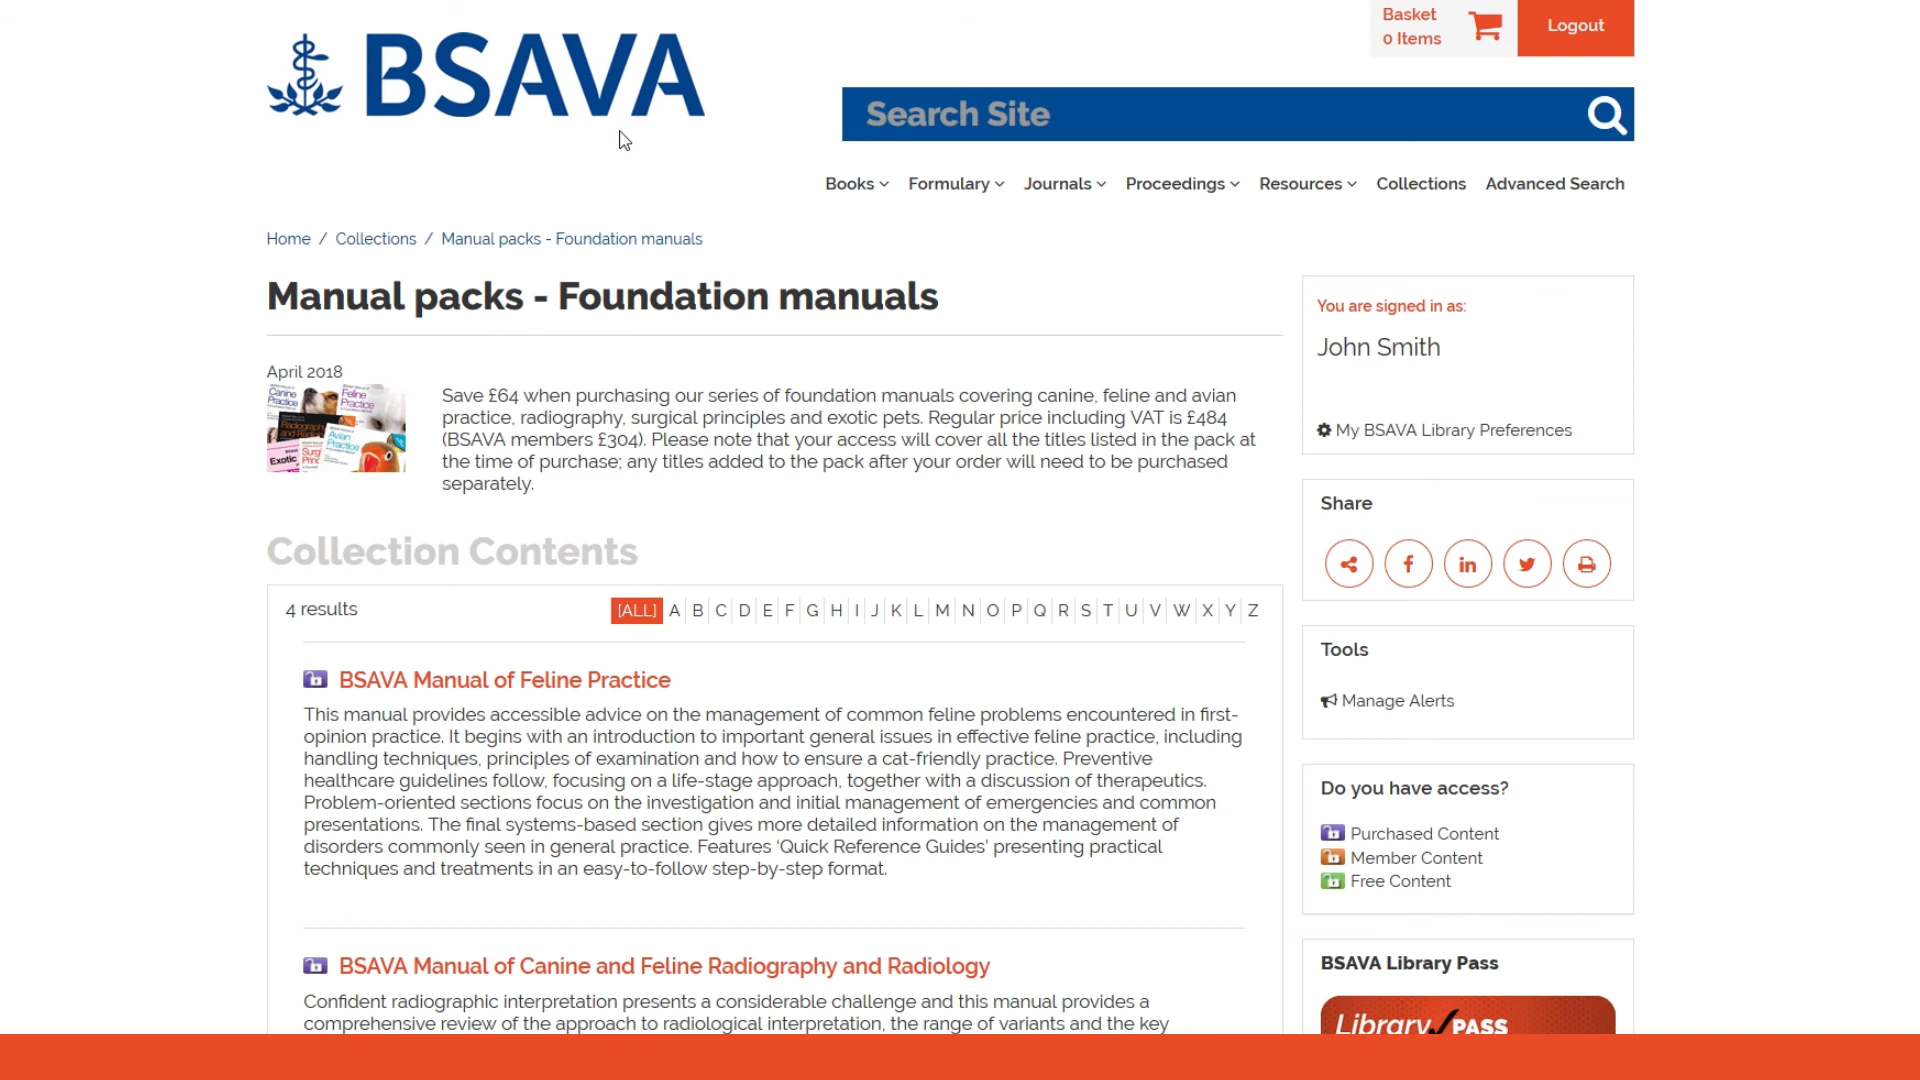 Basket
0 Items
Logout
BSAVA
Search Site
Books Formulary Journals Proceedings Resources Collections Advanced Search
Home / Collections / Manual packs - Foundation manuals
Manual packs - Foundation manuals
April 2018
Canine
Practice
Feline
Practice
Avian
Practice
Exotic
Save £64 when purchasing our series of foundation manuals covering canine, feline and avian
practice, radiography, surgical principles and exotic pets. Regular price including VAT is £484
(BSAVA members £304). Please note that your access will cover all the titles listed in the pack at
the time of purchase; any titles added to the pack after your order will need to be purchased
separately.
Collection Contents
4 results
[ALL] A B C D E F G H I J K L M N O P Q R S T U V W X Y Z
BSAVA Manual of Feline Practice
This manual provides accessible advice on the management of common feline problems encountered in first-
opinion practice. It begins with an introduction to important general issues in effective feline practice, including
handling techniques, principles of examination and how to ensure a cat-friendly practice. Preventive
healthcare guidelines follow, focusing on a life-stage approach, together with a discussion of therapeutics.
Problem-oriented sections focus on the investigation and initial management of emergencies and common
presentations. The final systems-based section gives more detailed information on the management of
disorders commonly seen in general practice. Features ‘Quick Reference Guides’ presenting practical
techniques and treatments in an easy-to-follow step-by-step format.
BSAVA Manual of Canine and Feline Radiography and Radiology
Confident radiographic interpretation presents a considerable challenge and this manual provides a
comprehensive review of the approach to radiological interpretation, the range of variants and the key
You are signed in as:
John Smith
My BSAVA Library Preferences
Share
Tools
Manage Alerts
Do you have access?
Purchased Content
Member Content
Free Content
BSAVA Library Pass
Library PASS